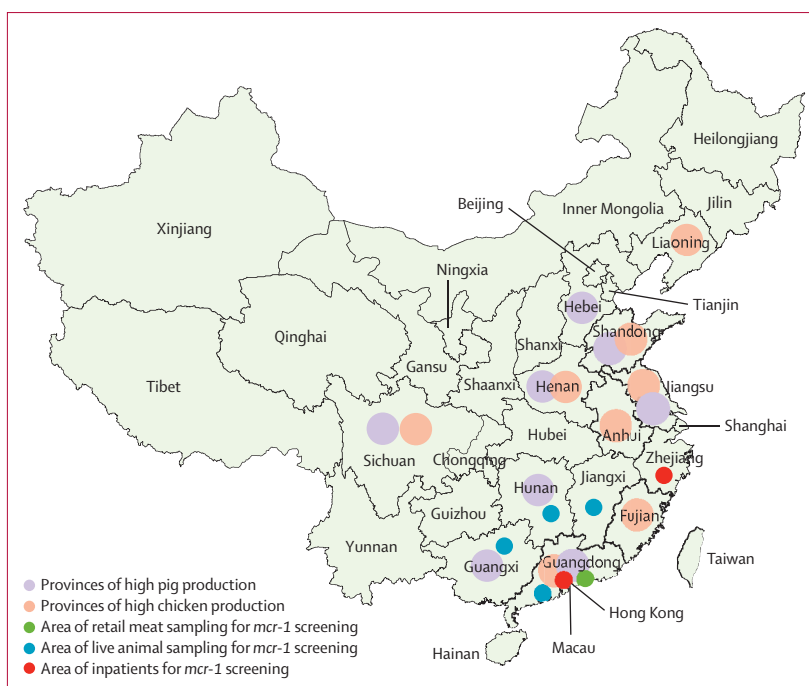 Heilongjiang
Jilin
Beijing
Inner Mongolia
Xinjiang
Liaoning
Ningxia
Hebei
Tianjin
Qinghai
Shandong
Shanxi
Gansu
Tibet
Shaanxi
Henan
Jiangsu
Shanghai
Hubei
Anhui
Sichuan
Chongqing
Zhejiang
Jiangxi
Hunan
Guizhou
Fujian
Yunnan
Taiwan
Guangxi
Guangdong
Provinces of high pig production
Provinces of high chicken production
Hong Kong
Area of retail meat sampling for mcr-1 screening
Area of live animal sampling for mcr-1 screening
Macau
Hainan
Area of inpatients for mcr-1 screening